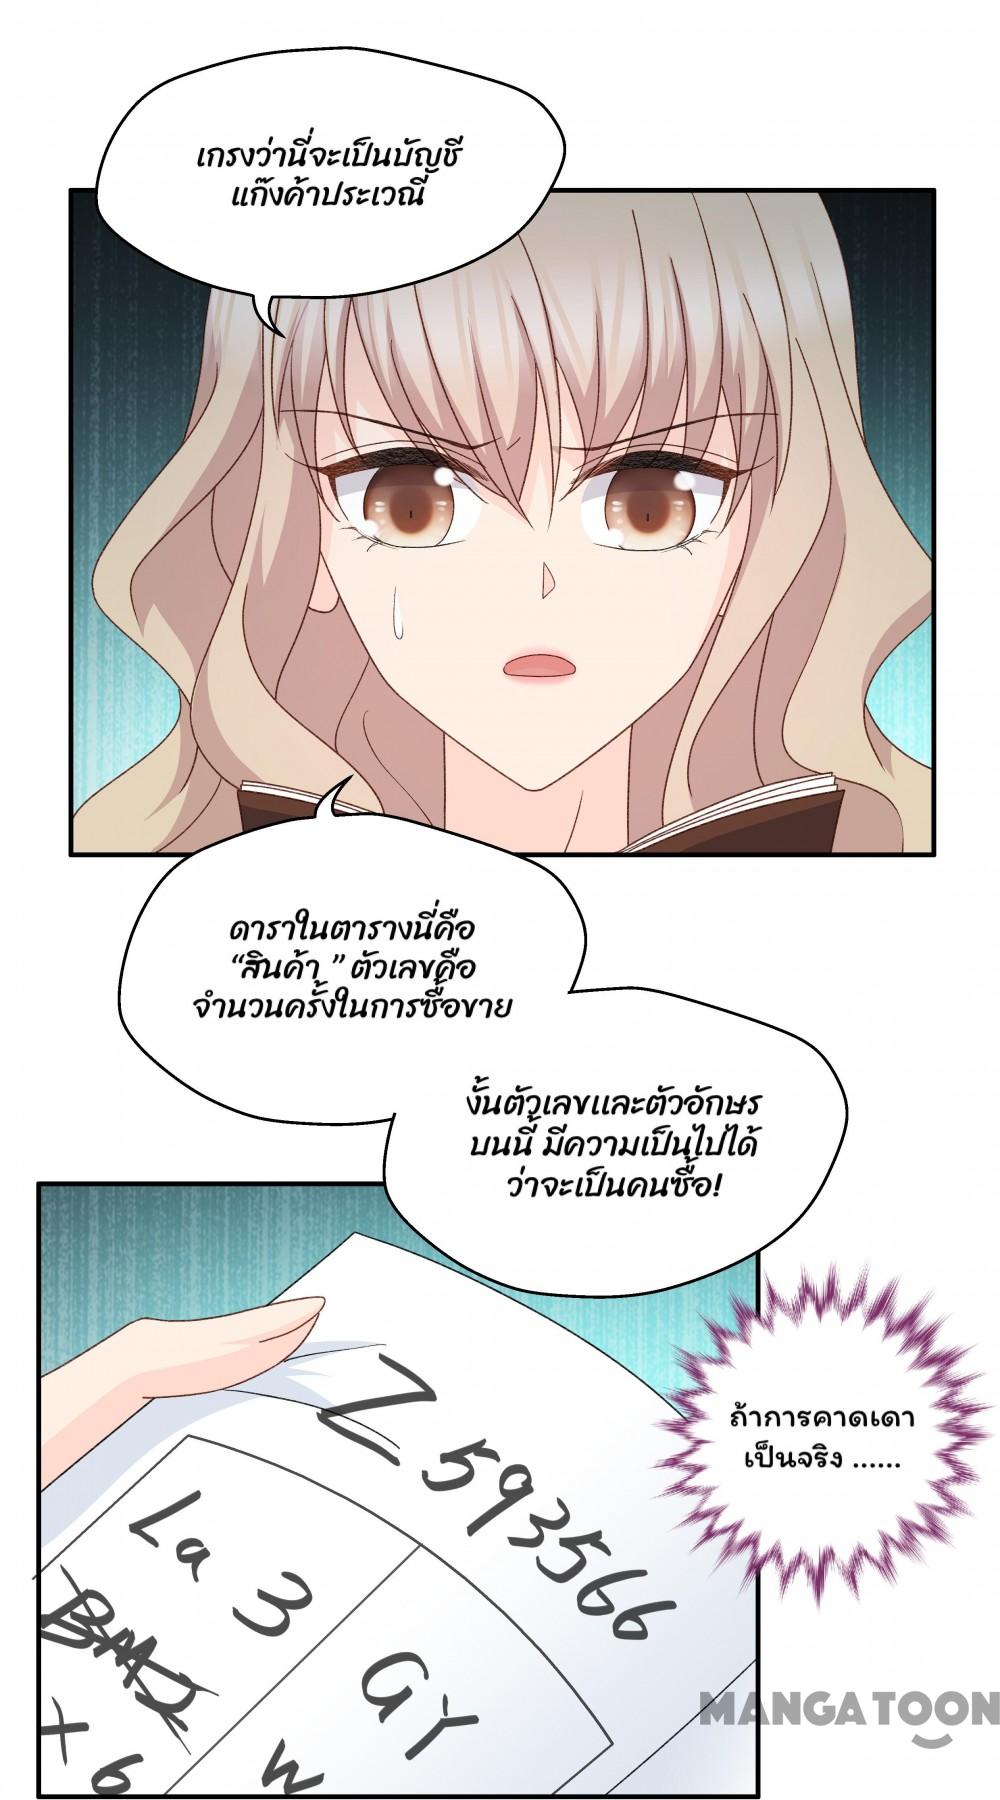 เกรงว่านี่จะเป็นบัญชี
แก๊งค้าประเวณี
ดาราในตารางนี่คือ
“สินค้า ” ตัวเลขคือ
จำนวนครั้งในการซื้อขาย
งั้นตัวเลขและตัวอักษร
บนนี้ มีความเป็นไปได้
ว่าจะเป็นคนซื้อ!
ถ้าการคาดเดา
เป็นจริง ......
Z 593566
La 3
GY
x 6
W
MANGATOON